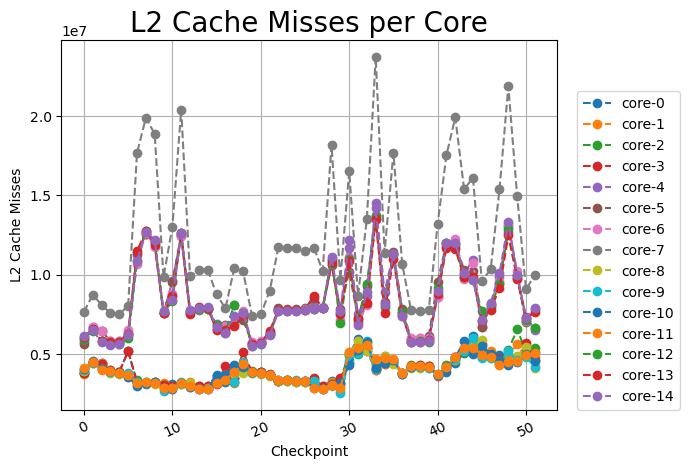 L2 Cache Misses per Core
1e7
2.0
1.5
1.0
0.5
L2 Cache Misses
0
10
20
30
40
50
Checkpoint
core-0
core-1
core-2
core-3
core-4
core-5
core-6
core-7
core-8
core-9
core-10
core-11
core-12
core-13
core-14